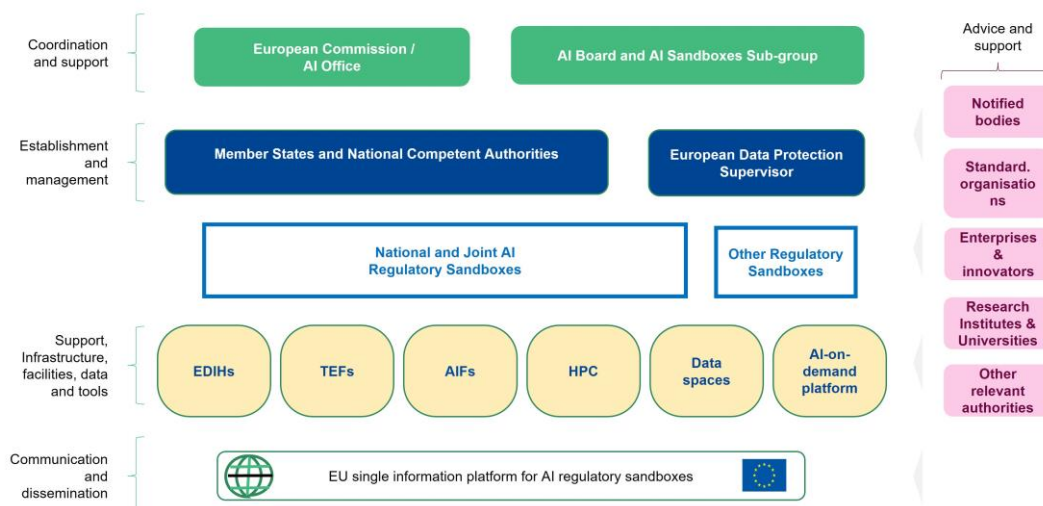 Coordination
and support
European Commission /
AI Office
AI Board and AI Sandboxes Sub-group
Advice and
support
Notified
bodies
Establishment
and
management
Member States and National Competent Authorities
European Data Protection
Supervisor
Standard.
organisatio
ns
National and Joint AI
Regulatory Sandboxes
Other Regulatory
Sandboxes
Enterprises
&
innovators
Support,
Infrastructure,
facilities, data
and tools
EDIHs
TEFs
AIFs
HPC
Data
spaces
AI-on-
demand
platform
Research
Institutes &
Universities
Other
relevant
authorities
Communication
and
dissemination
EU single information platform for AI regulatory sandboxes